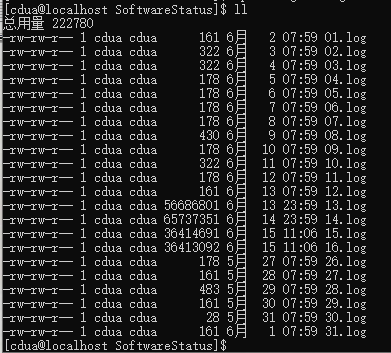 [cdua@localhost SoftwareStatus]$ ll
总用量 222780
-rw-rw-r-- 1 cdua cdua 161 6月 2 07:59 01.log
-rw-rw-r-- 1 cdua cdua 322 6月 3 07:59 02.log
-rw-rw-r-- 1 cdua cdua 322 6月 4 07:59 03.log
-rw-rw-r-- 1 cdua cdua 178 6月 5 07:59 04.log
-rw-rw-r-- 1 cdua cdua 178 6月 6 07:59 05.log
-rw-rw-r-- 1 cdua cdua 178 6月 7 07:59 06.log
-rw-rw-r-- 1 cdua cdua 178 6月 8 07:59 07.log
-rw-rw-r-- 1 cdua cdua 430 6月 9 07:59 08.log
-rw-rw-r-- 1 cdua cdua 178 6月 10 07:59 09.log
-rw-rw-r-- 1 cdua cdua 322 6月 11 07:59 10.log
-rw-rw-r-- 1 cdua cdua 178 6月 12 07:59 11.log
-rw-rw-r-- 1 cdua cdua 161 6月 13 07:59 12.log
-rw-rw-r-- 1 cdua cdua 56686801 6月 13 23:59 13.log
-rw-rw-r-- 1 cdua cdua 65737351 6月 14 23:59 14.log
-rw-rw-r-- 1 cdua cdua 36414691 6月 15 11:06 15.log
-rw-rw-r-- 1 cdua cdua 36413092 6月 15 11:06 16.log
-rw-rw-r-- 1 cdua cdua 178 5月 27 07:59 26.log
-rw-rw-r-- 1 cdua cdua 161 5月 28 07:59 27.log
-rw-rw-r-- 1 cdua cdua 483 5月 29 07:59 28.log
-rw-rw-r-- 1 cdua cdua 161 5月 30 07:59 29.log
-rw-rw-r-- 1 cdua cdua 28 5月 31 07:59 30.log
-rw-rw-r-- 1 cdua cdua 161 6月 1 07:59 31.log
[cdua@localhost SoftwareStatus]$